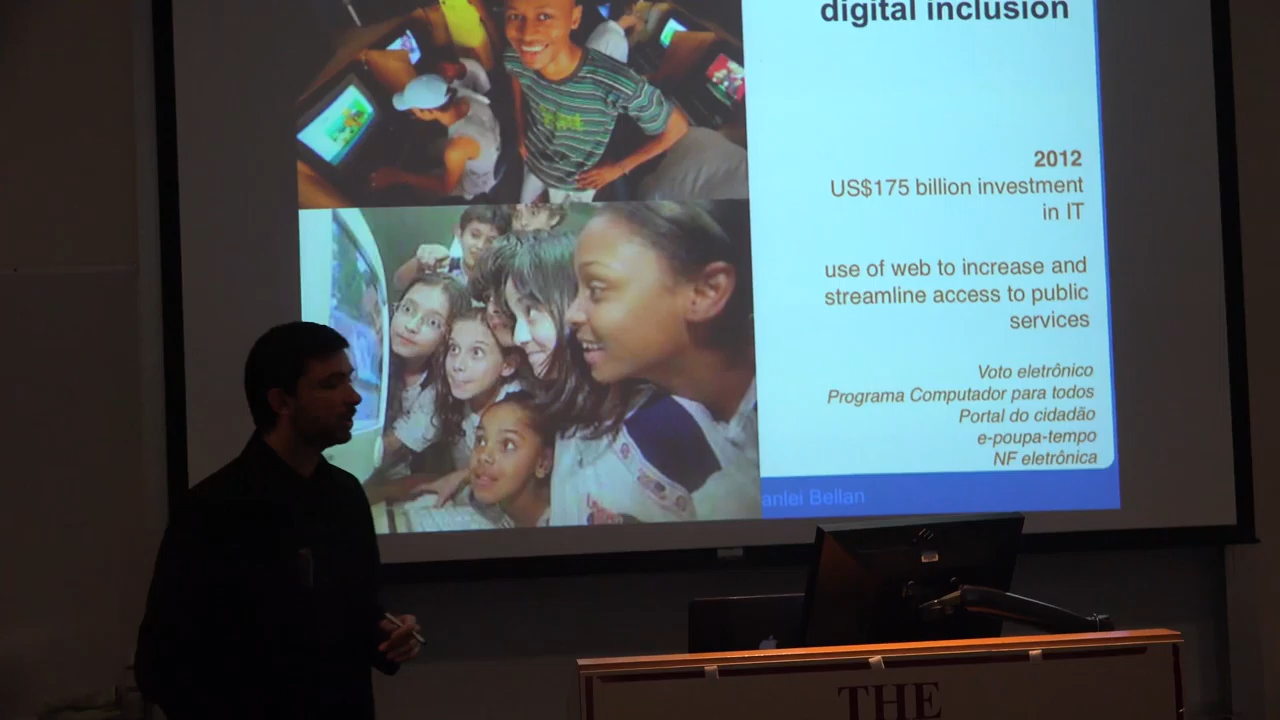 digital inclusion
2012
US$175 billion investment
in IT
use of web to increase and
streamline access to public
services
Voto eletrônico
Programa Computador para todos
Portal do cidadão
e-poupa-tempo
NF eletrônica
anlei Bellan
THE